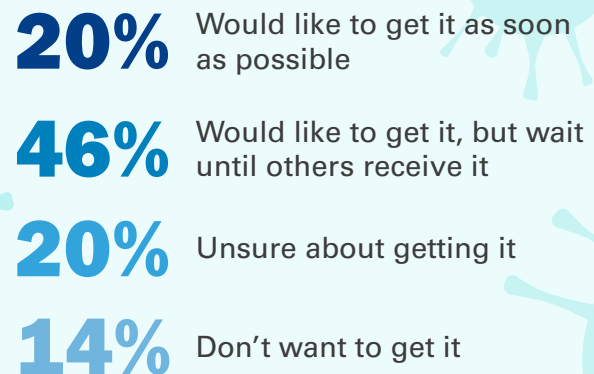 20% Would like to get it as soon
as possible
46% Would like to get it, but wait
until others receive it
20% Unsure about getting it
14% Don’t want to get it